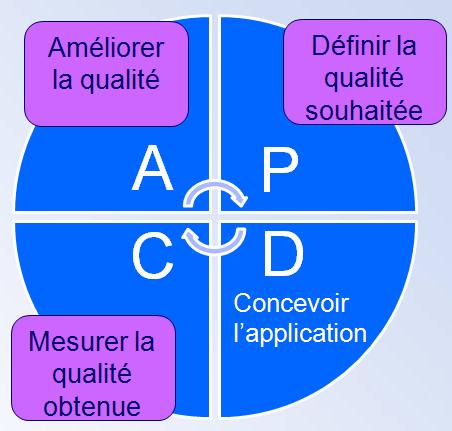 Améliorer
la qualité
Définir la
qualité
souhaitée
A
P
C
D
Concevoir
l'application
Mesurer la
qualité
obtenue